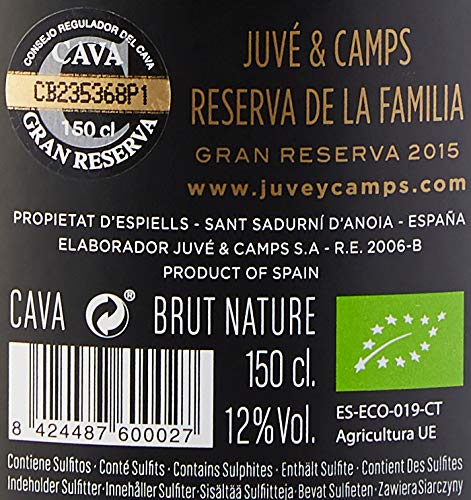 CONSEJO REGULADOR DEL CAVA
CAVA
CB235368P1
150 cl
GRAN RESERVA
JUVÉ & CAMPS
RESERVA DE LA FAMILIA
GRAN RESERVA 2015
www.juveycamps.com
PROPIETAT D'ESPIELLS - SANT SADURNÍ D'ANOIA - ESPAÑA
ELABORADOR JUVÉ & CAMPS S.A - R.E. 2006-B
PRODUCT OF SPAIN
CAVA ® BRUT NATURE
150 cl.
12% Vol.
8 424487 600027
ES-ECO-019-CT
Agricultura UE
Contiene Sulfitos · Conté Sulfits · Contains Sulphites · Enthält Sulfite · Contient Des Sulfites
Indeholder Sulfitter · Innehåller Sulfiter · Sisältää Sulfiitteja · Bevat Sulfieten · Zawiera Siarczyny